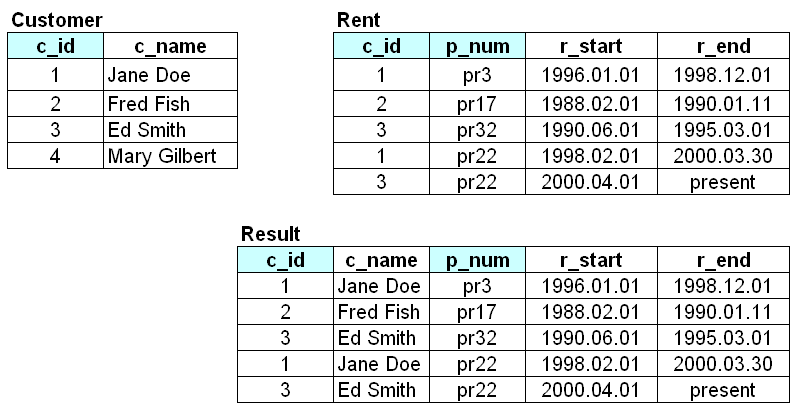 Customer
c_id c_name
1 Jane Doe
2 Fred Fish
3 Ed Smith
4 Mary Gilbert
Rent
c_id p_num r_start r_end
1 pr3 1996.01.01 1998.12.01
2 pr17 1988.02.01 1990.01.11
3 pr32 1990.06.01 1995.03.01
1 pr22 1998.02.01 2000.03.30
3 pr22 2000.04.01 present
Result
c_id c_name p_num r_start r_end
1 Jane Doe pr3 1996.01.01 1998.12.01
2 Fred Fish pr17 1988.02.01 1990.01.11
3 Ed Smith pr32 1990.06.01 1995.03.01
1 Jane Doe pr22 1998.02.01 2000.03.30
3 Ed Smith pr22 2000.04.01 present